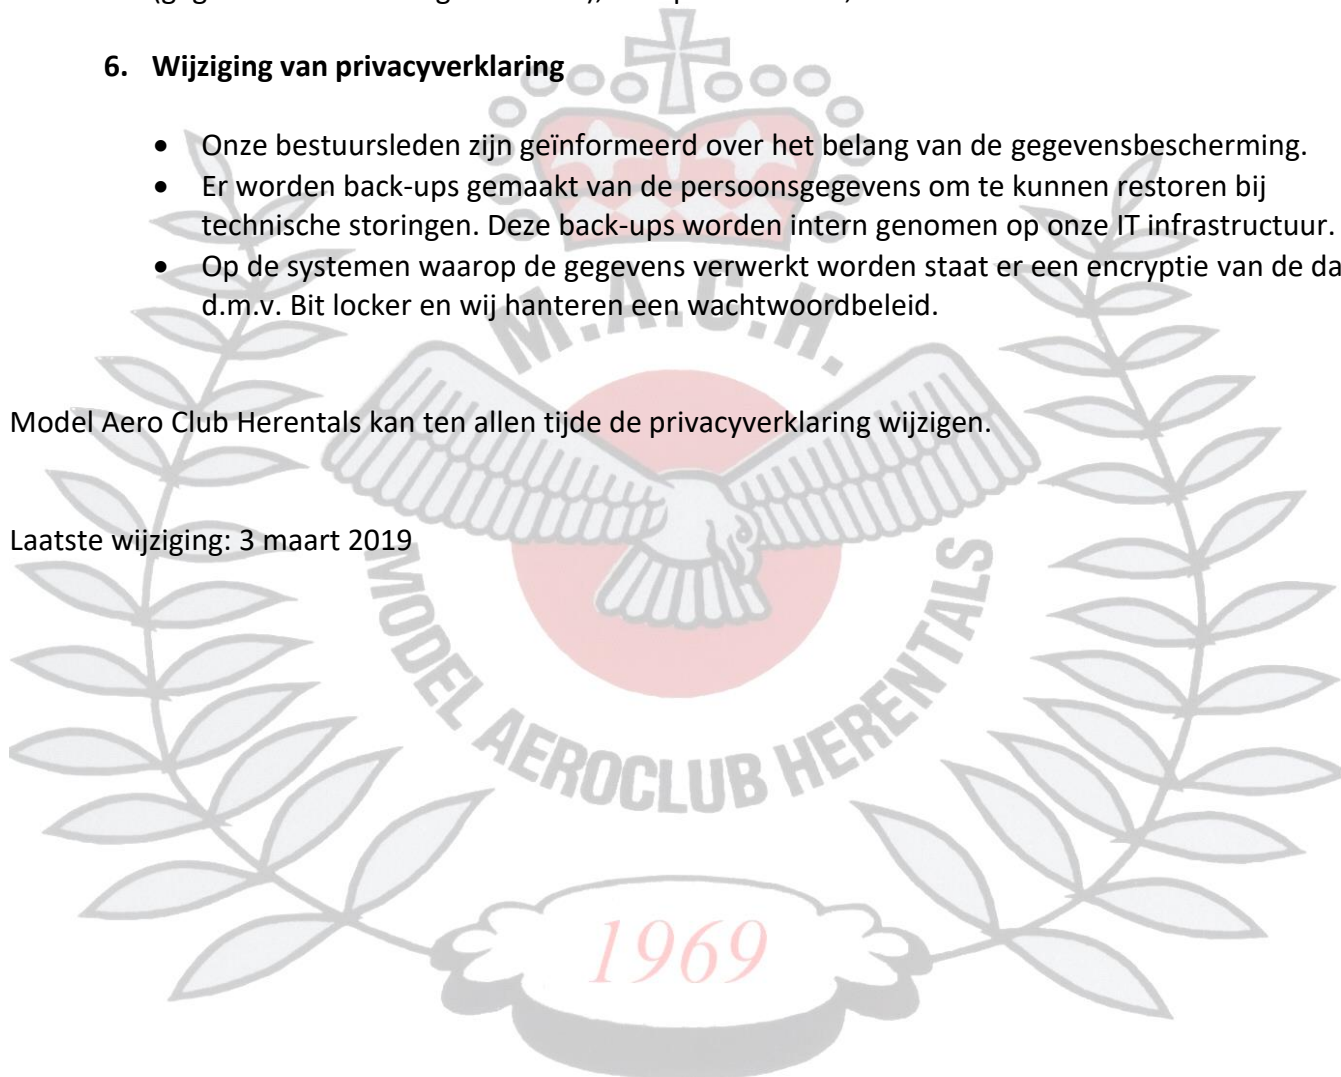 6. Wijziging van privacyverklaring
• Onze bestuursleden zijn geïnformeerd over het belang van de gegevensbescherming.
• Er worden back-ups gemaakt van de persoonsgegevens om te kunnen restoren bij
technische storingen. Deze back-ups worden intern genomen op onze IT infrastructuur.
• Op de systemen waarop de gegevens verwerkt worden staat er een encryptie van de da
d.m.v. Bit locker en wij hanteren een wachtwoordbeleid.
M.A.C.H.
Model Aero Club Herentals kan ten allen tijde de privacyverklaring wijzigen.
Laatste wijziging: 3 maart 2019
MODEL AEROCLUB HERENTALS
1969